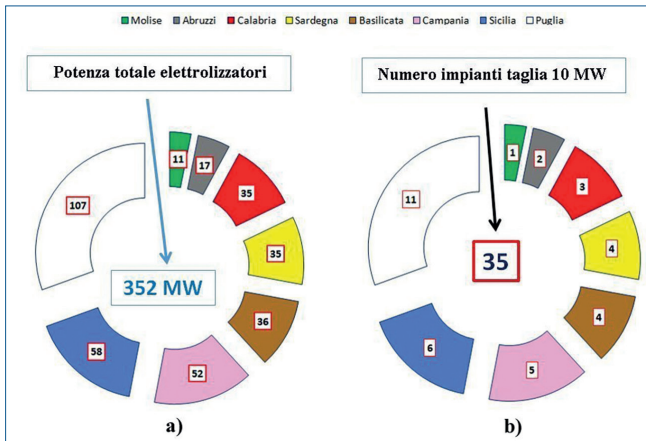 Molise Abruzzi Calabria Sardegna Basilicata Campania Sicilia Puglia
Potenza totale elettrolizzatori
Numero impianti taglia 10 MW
11
17
35
35
36
52
58
107
352 MW
a)
1
2
3
4
4
5
6
11
35
b)